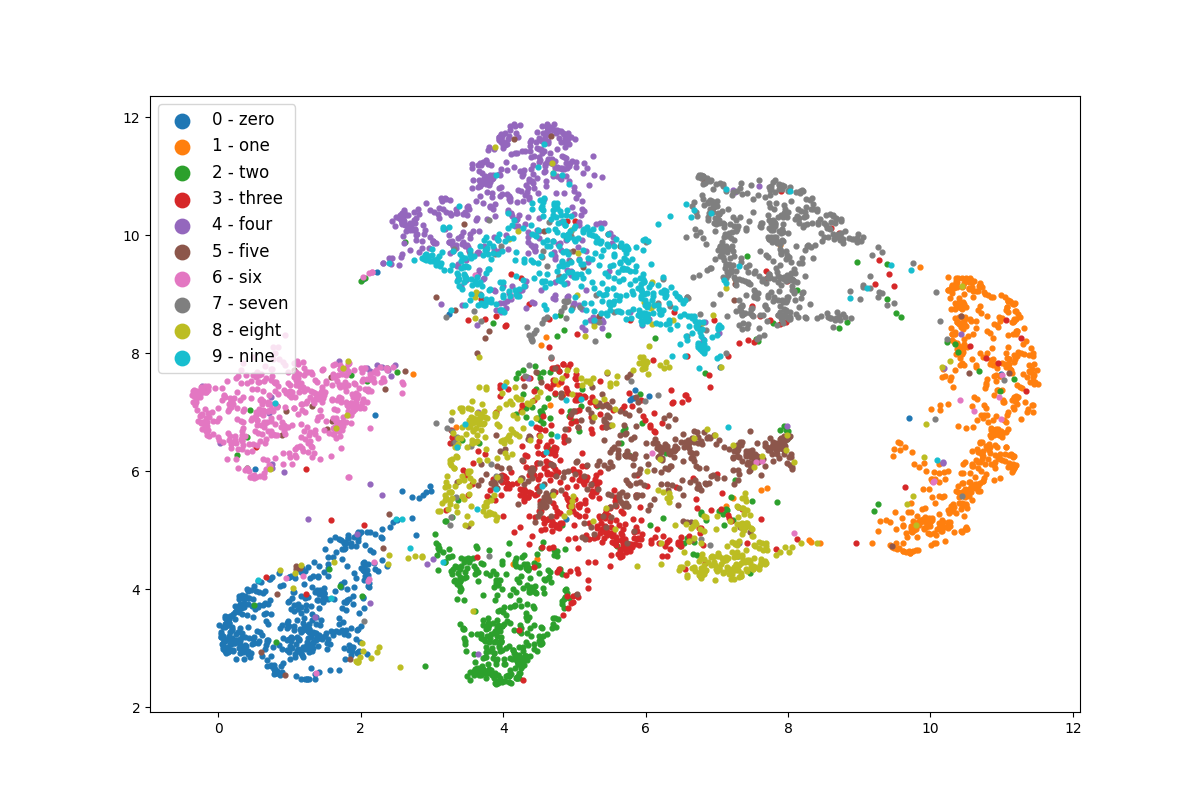 0 - zero
1 - one
2 - two
3 - three
4 - four
5 - five
6 - six
7 - seven
8 - eight
9 - nine
12
10
8
6
4
2
0 2 4 6 8 10 12